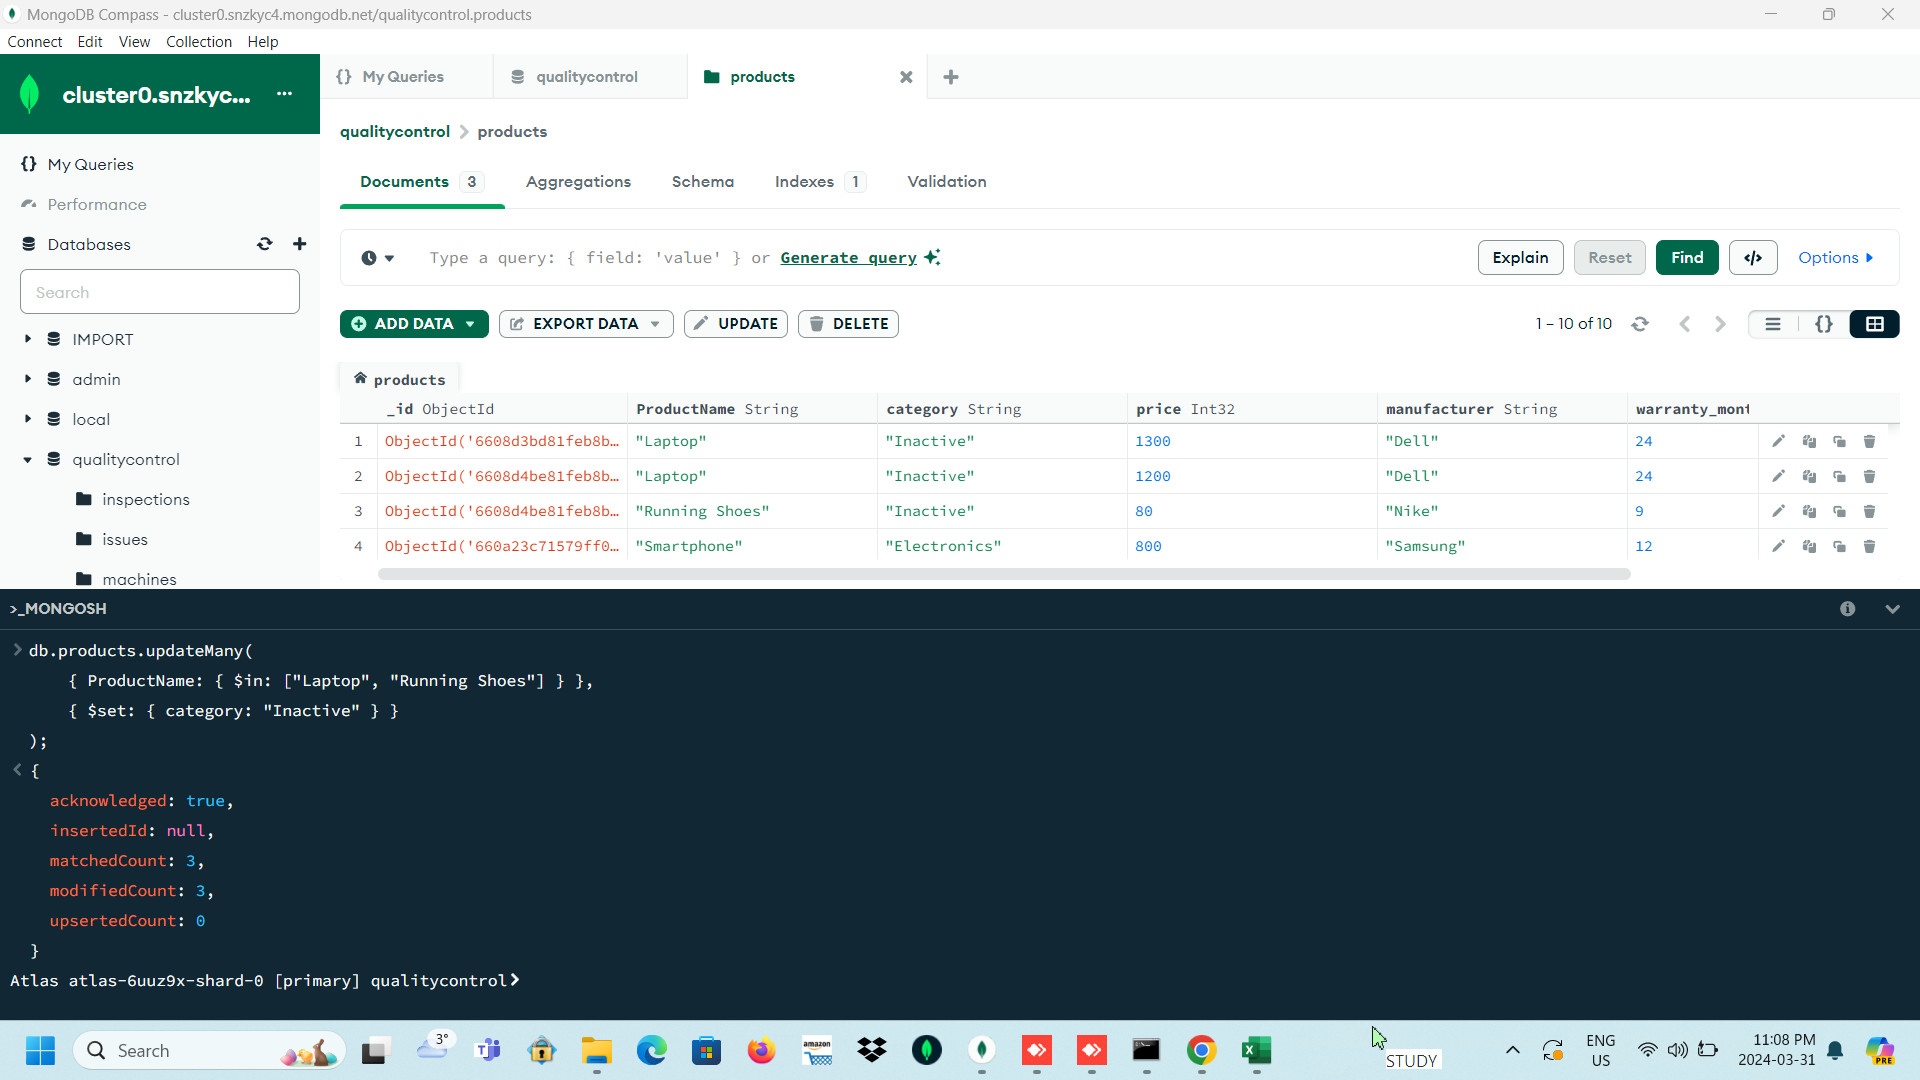 MongoDB Compass - cluster0.snzkyc4.mongodb.net/qualitycontrol.products
Connect Edit View Collection Help
cluster0.snzkyc... ...
{} My Queries
qualitycontrol
products
qualitycontrol > products
My Queries
Performance
Databases
Search
IMPORT
admin
local
qualitycontrol
inspections
issues
machines
Documents 3
Aggregations
Schema
Indexes 1
Validation
Type a query: { field: 'value' } or Generate query
Explain
Reset
Find
</>
Options
ADD DATA
EXPORT DATA
UPDATE
DELETE
1 – 10 of 10
{}
products
_id ObjectId ProductName String category String price Int32 manufacturer String warranty_mont
1 ObjectId('6608d3bd81feb8b… "Laptop" "Inactive" 1300 "Dell" 24
2 ObjectId('6608d4be81feb8b… "Laptop" "Inactive" 1200 "Dell" 24
3 ObjectId('6608d4be81feb8b… "Running Shoes" "Inactive" 80 "Nike" 9
4 ObjectId('660a23c71579ff0… "Smartphone" "Electronics" 800 "Samsung" 12
>_MONGOSH
> db.products.updateMany(
{ ProductName: { $in: ["Laptop", "Running Shoes"] } },
{ $set: { category: "Inactive" } }
);
< {
acknowledged: true,
insertedId: null,
matchedCount: 3,
modifiedCount: 3,
upsertedCount: 0
}
Atlas atlas-6uuz9x-shard-0 [primary] qualitycontrol>
Search
3°
amazon
STUDY
ENG
US
11:08 PM
2024-03-31
PRE